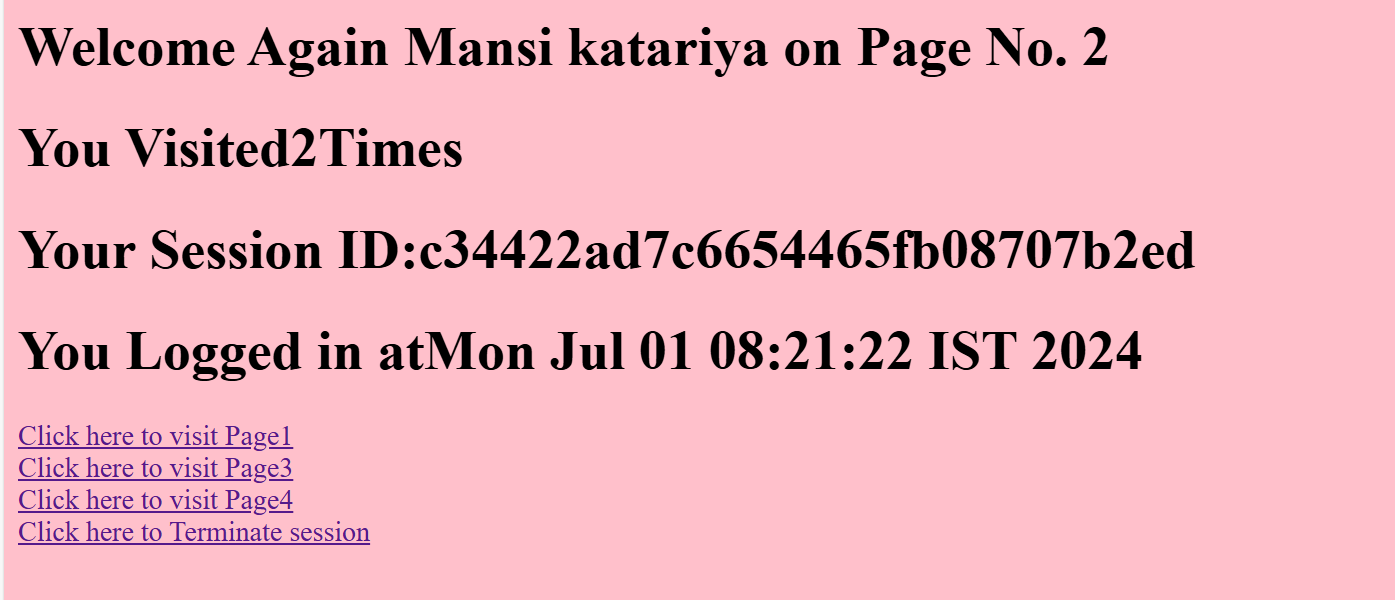 Welcome Again Mansi katariya on Page No. 2
You Visited2Times
Your Session ID:c34422ad7c6654465fb08707b2ed
You Logged in atMon Jul 01 08:21:22 IST 2024
Click here to visit Page1
Click here to visit Page3
Click here to visit Page4
Click here to Terminate session